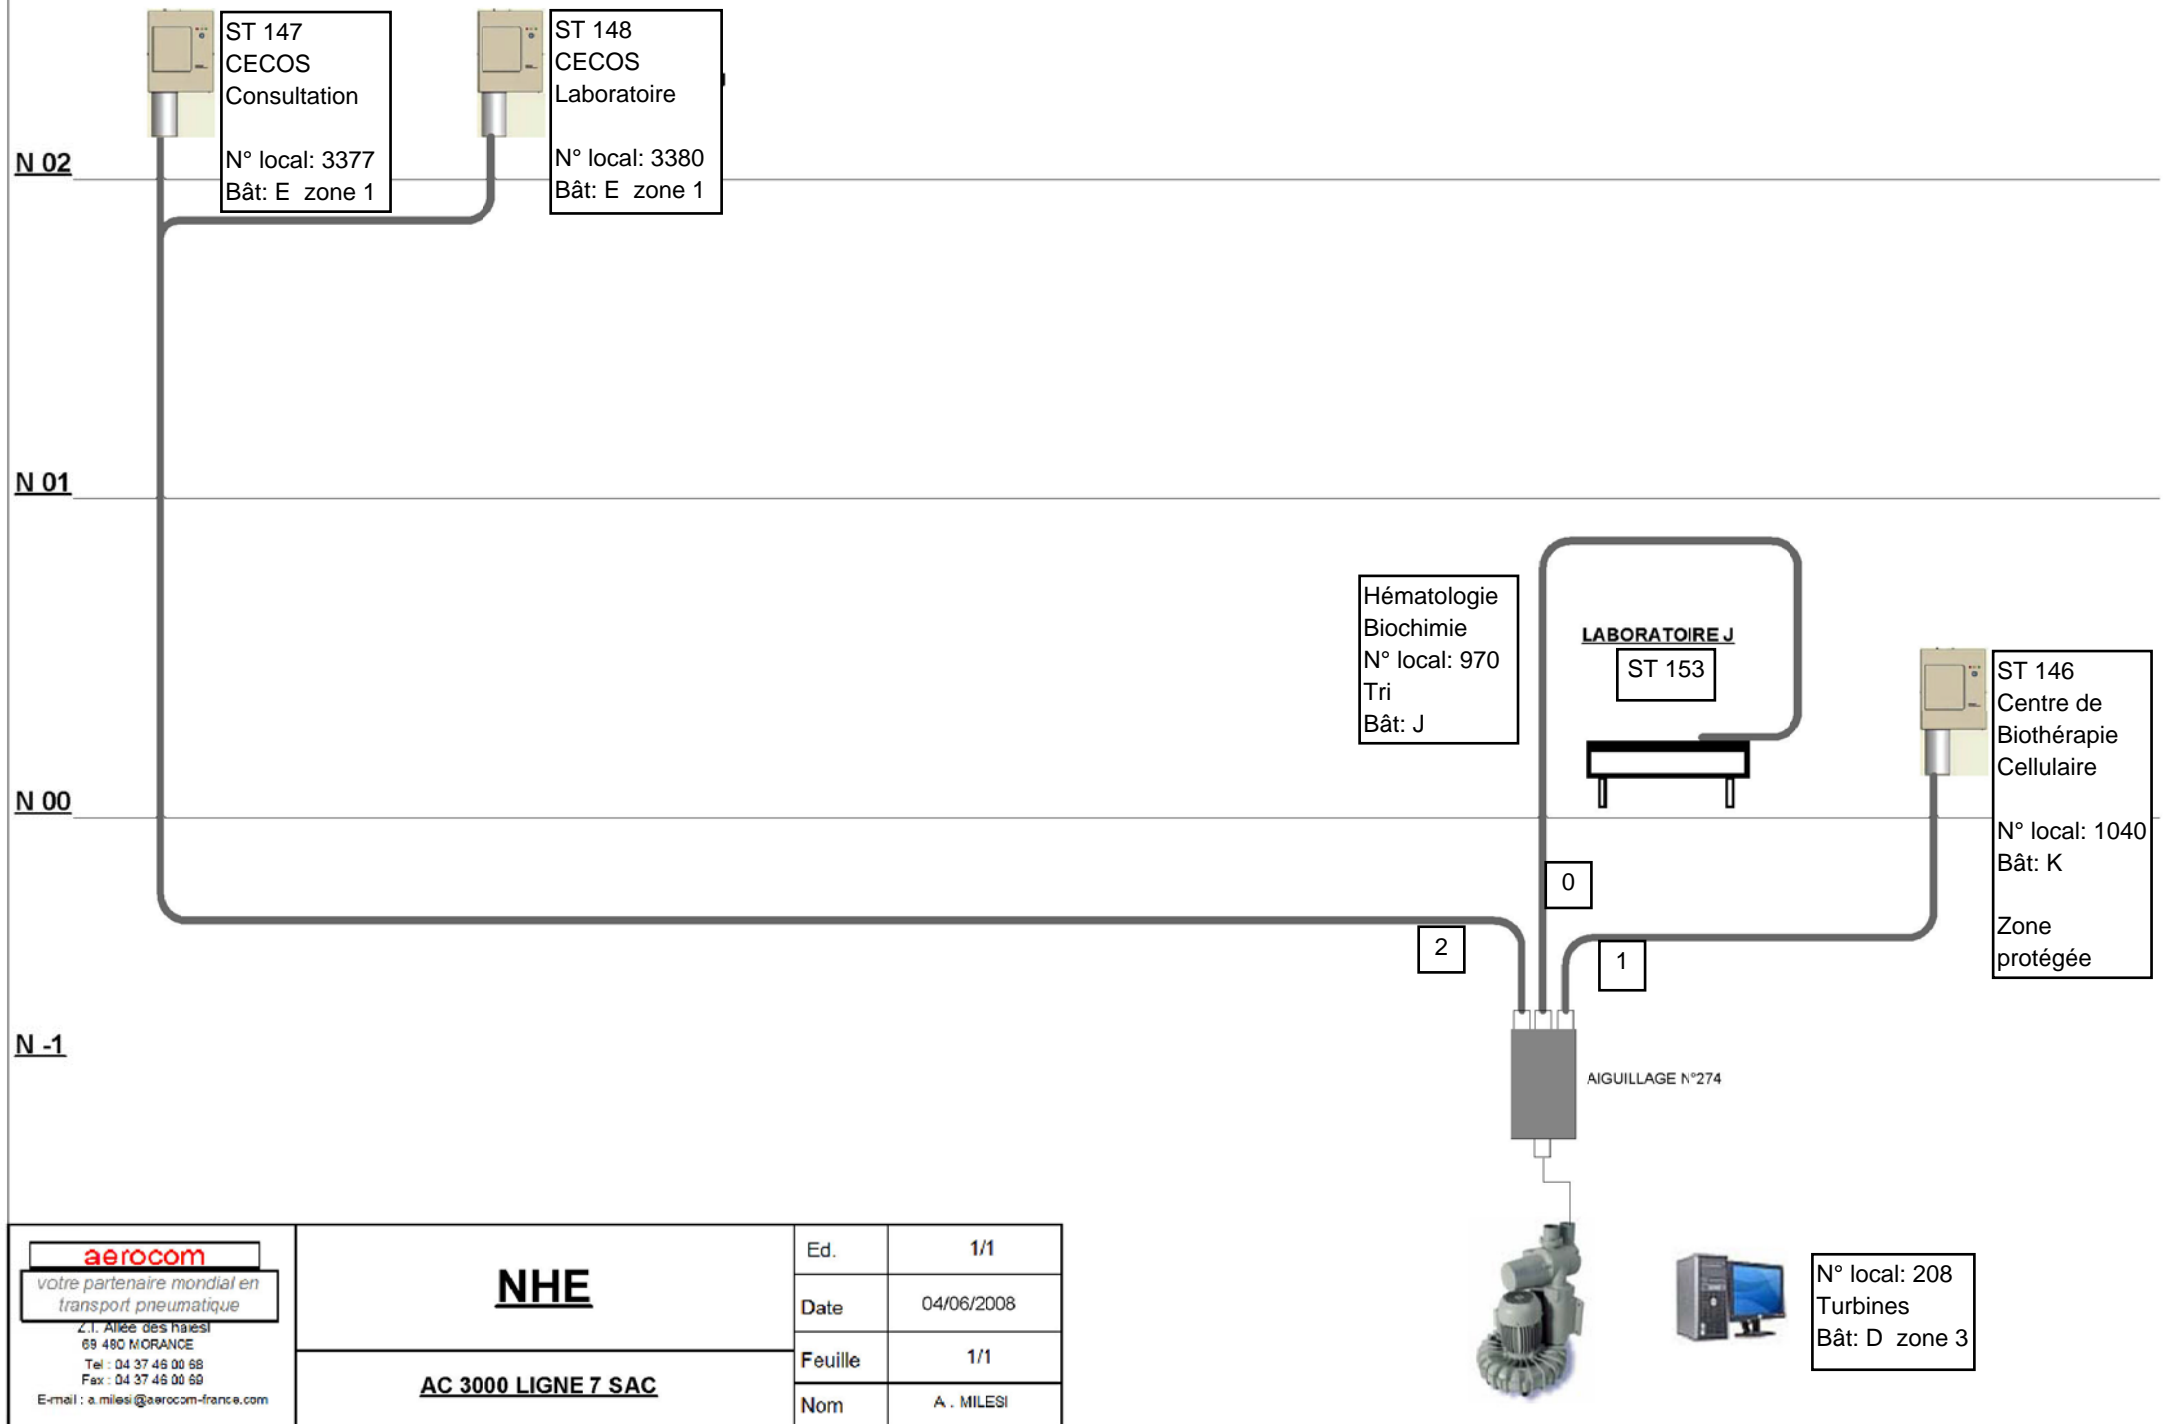 ST 147
CECOS
Consultation
N° local: 3377
Bât: E  zone 1
ST 148
CECOS
Laboratoire
N° local: 3380
Bât: E  zone 1
N 02
N 01
Hématologie
Biochimie
N° local: 970
Tri
Bât: J
LABORATOIRE J
ST 153
ST 146
Centre de
Biothérapie
Cellulaire
N° local: 1040
Bât: K
Zone
protégée
N 00
0
2
1
N -1
AIGUILLAGE N°274
N° local: 208
Turbines
Bât: D  zone 3
aerocom
votre partenaire mondial en
transport pneumatique
Z.I. Allée des haiesI
69 480 MORANCE
Tel : 04 37 46 00 68
Fax : 04 37 46 00 69
E-mail : a.milesi@aerocom-france.com
NHE
AC 3000 LIGNE 7 SAC
Ed. 1/1
Date 04/06/2008
Feuille 1/1
Nom A . MILESI